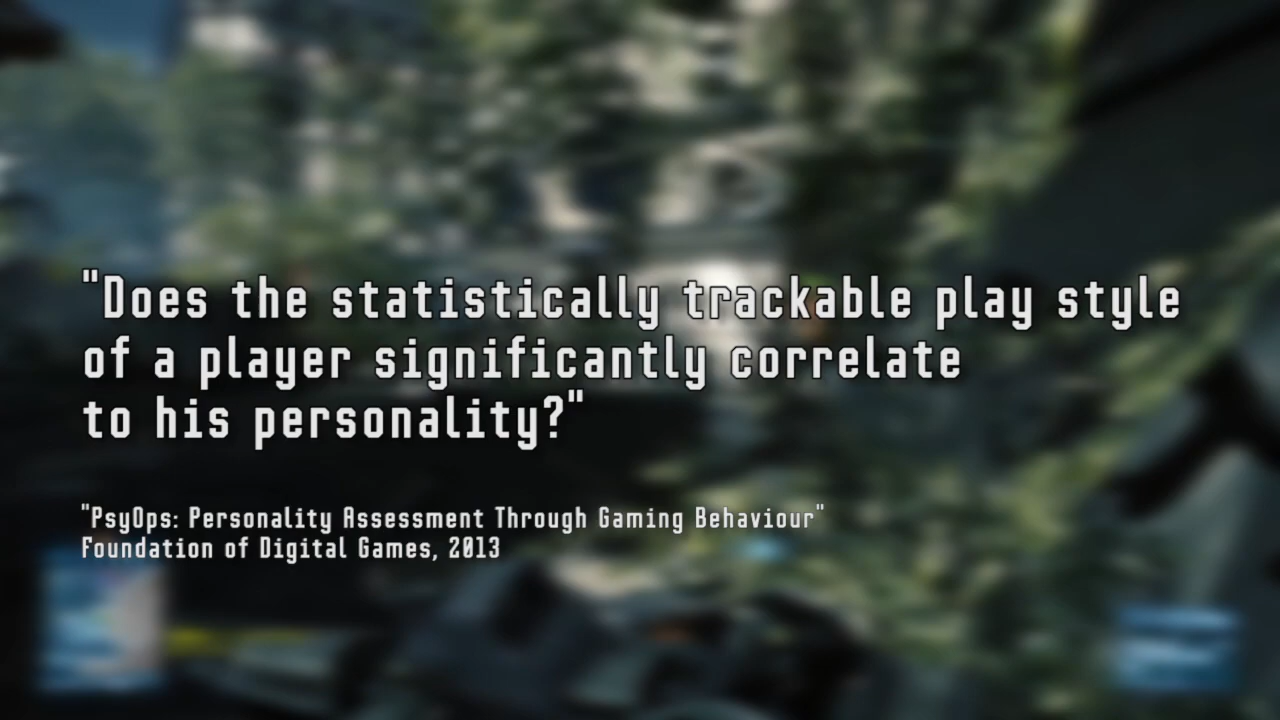 "Does the statistically trackable play style
of a player significantly correlate
to his personality?"
"PsyOps: Personality Assessment Through Gaming Behaviour"
Foundation of Digital Games, 2013